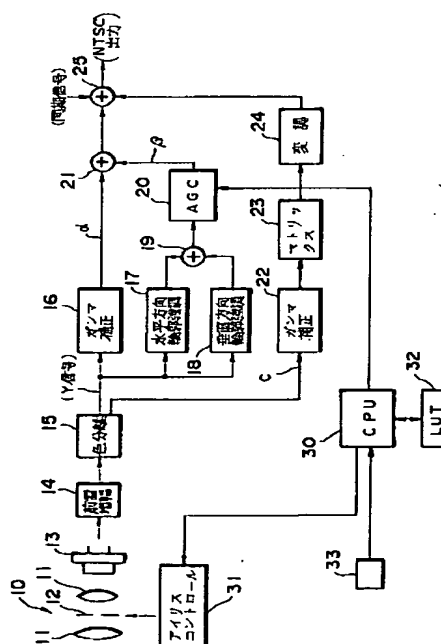 10
11
12
11
13
14
前置
増幅
15
色分離
(Y信号)
C
16
ガンマ
補正
17
水平方向
輪郭強調
18
垂直方向
輪郭強調
19
20
AGC
α
β
21
(同期信号)
25
(NTSC
出力)
22
ガンマ
補正
23
マトリッ
クス
24
変調
アイリス
コントロール
31
CPU
30
LUT
32
33